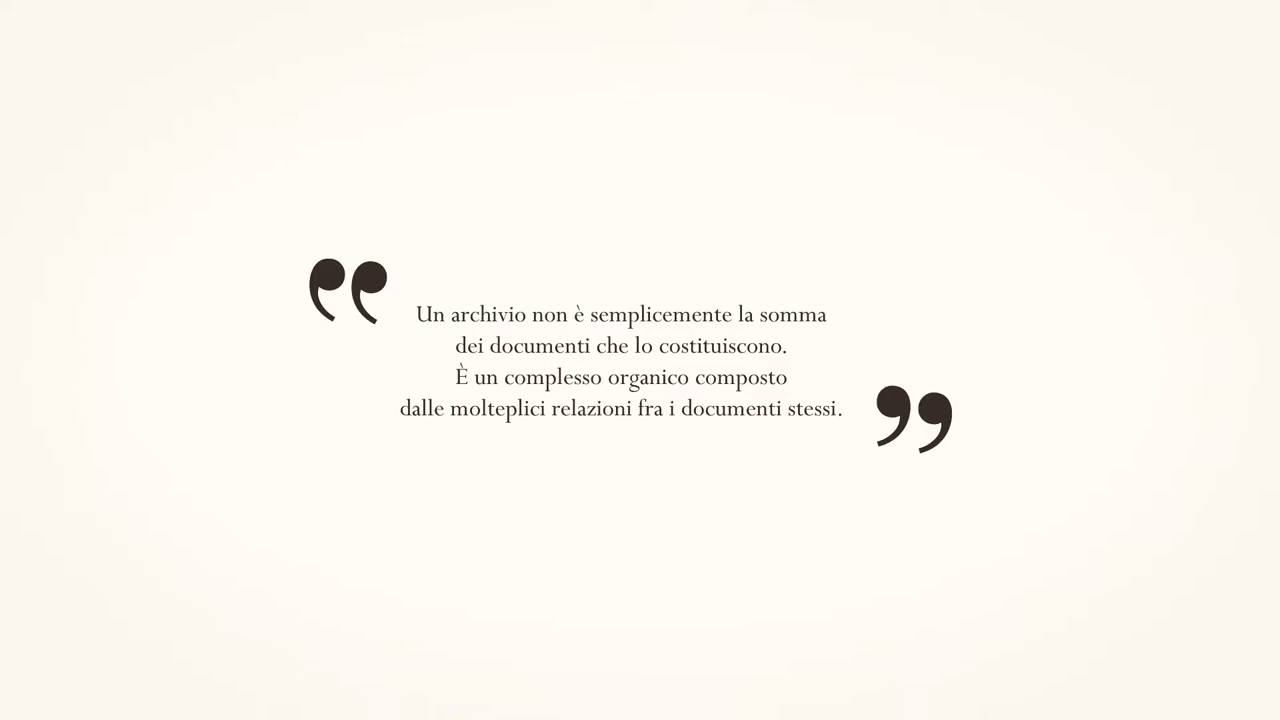 “
Un archivio non è semplicemente la somma
dei documenti che lo costituiscono.
È un complesso organico composto
dalle molteplici relazioni fra i documenti stessi.
”